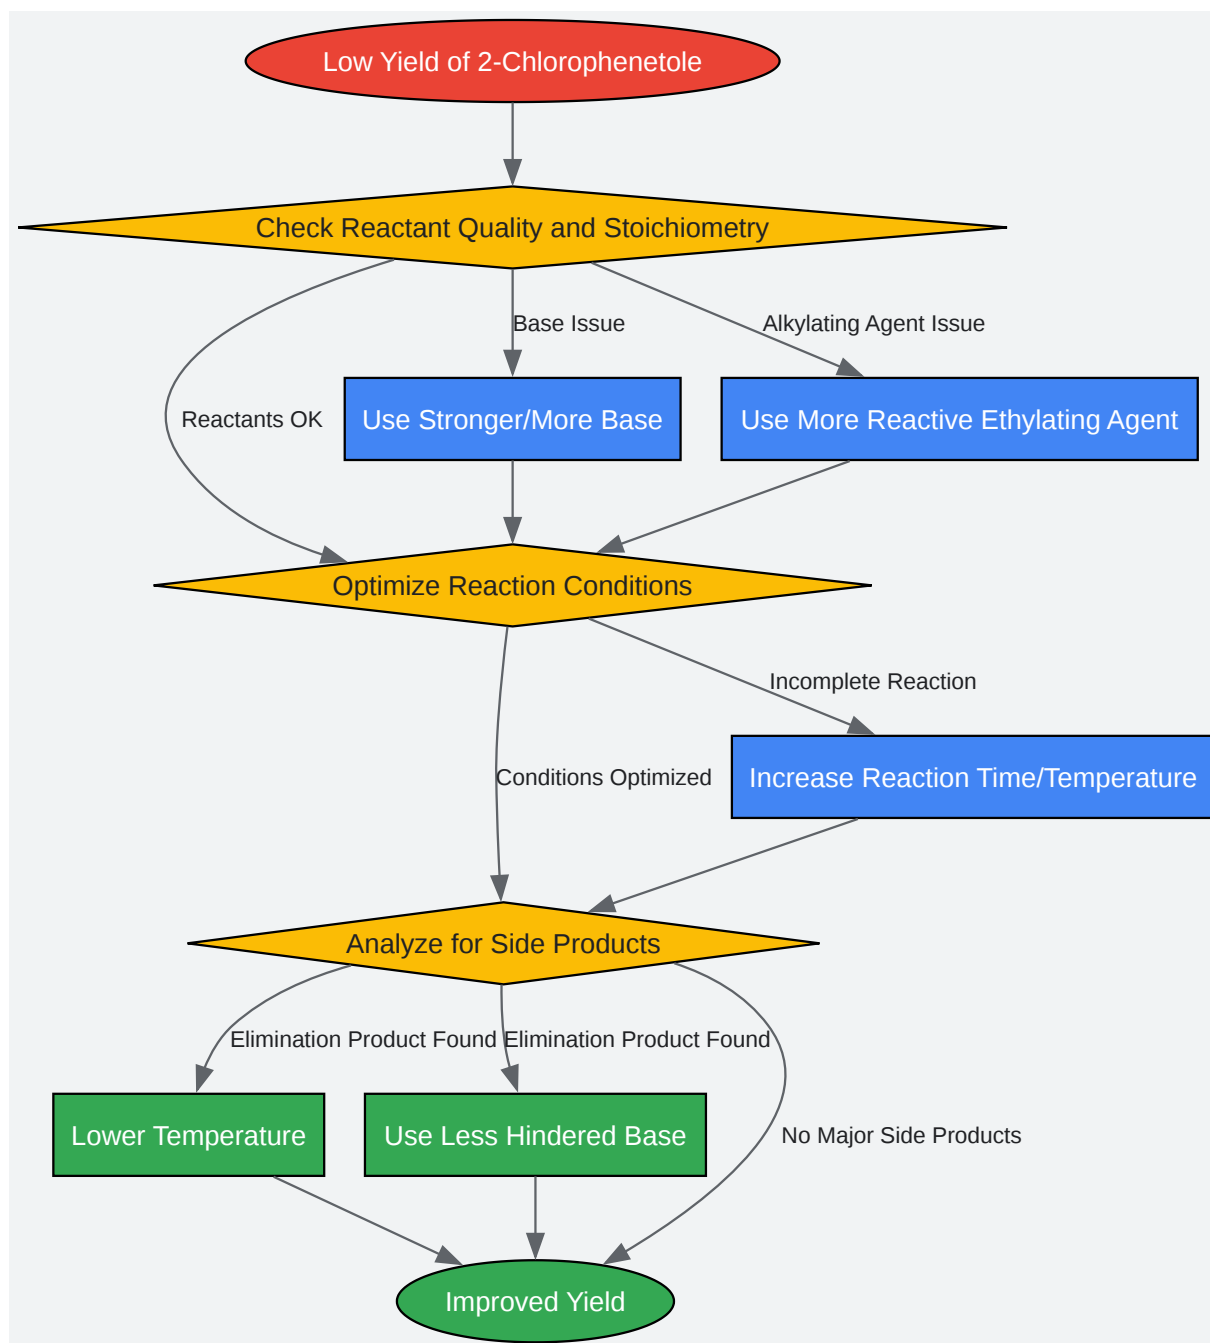 Low Yield of 2-Chlorophenetole
Check Reactant Quality and Stoichiometry
Base Issue
Alkylating Agent Issue
Reactants OK
Use Stronger/More Base
Use More Reactive Ethylating Agent
Optimize Reaction Conditions
Incomplete Reaction
Conditions Optimized
Increase Reaction Time/Temperature
Analyze for Side Products
Elimination Product Found
Elimination Product Found
Lower Temperature
Use Less Hindered Base
No Major Side Products
Improved Yield